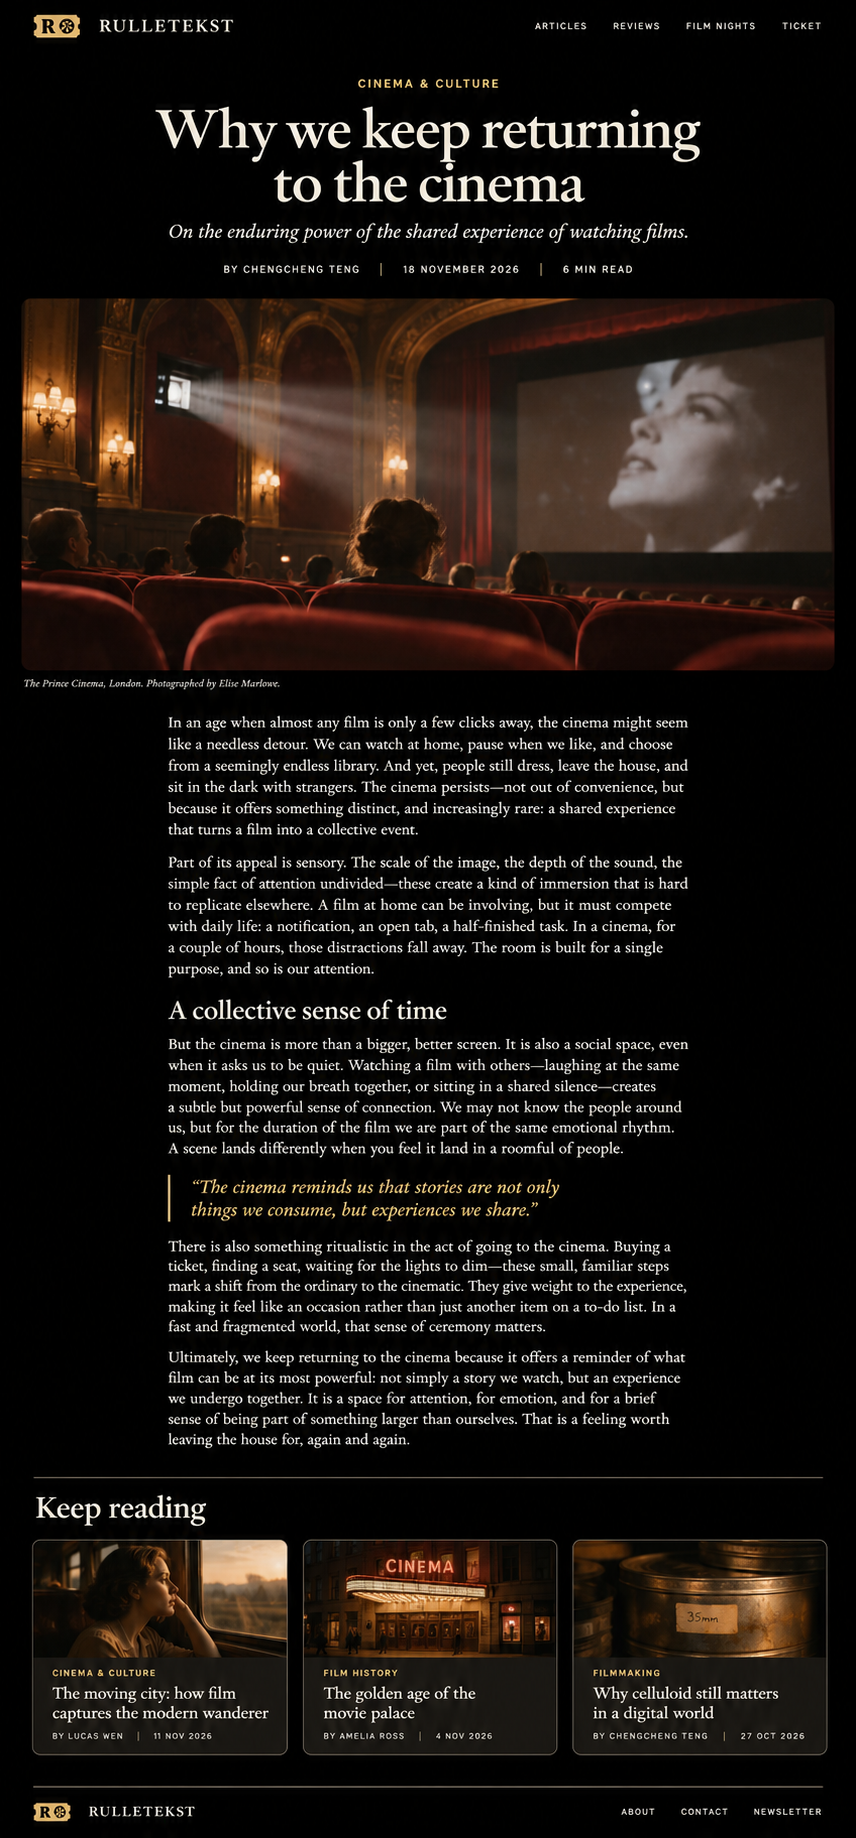 R
RULLETEKST
ARTICLES REVIEWS FILM NIGHTS TICKET
CINEMA & CULTURE
Why we keep returning
to the cinema
On the enduring power of the shared experience of watching films.
BY CHENGCHENG TENG | 18 NOVEMBER 2026 | 6 MIN READ
The Prince Cinema, London. Photographed by Elise Marlowe.
In an age when almost any film is only a few clicks away, the cinema might seem
like a needless detour. We can watch at home, pause when we like, and choose
from a seemingly endless library. And yet, people still dress, leave the house, and
sit in the dark with strangers. The cinema persists—not out of convenience, but
because it offers something distinct, and increasingly rare: a shared experience
that turns a film into a collective event.
Part of its appeal is sensory. The scale of the image, the depth of the sound, the
simple fact of attention undivided—these create a kind of immersion that is hard
to replicate elsewhere. A film at home can be involving, but it must compete
with daily life: a notification, an open tab, a half-finished task. In a cinema, for
a couple of hours, those distractions fall away. The room is built for a single
purpose, and so is our attention.
A collective sense of time
But the cinema is more than a bigger, better screen. It is also a social space, even
when it asks us to be quiet. Watching a film with others—laughing at the same
moment, holding our breath together, or sitting in a shared silence—creates
a subtle but powerful sense of connection. We may not know the people around
us, but for the duration of the film we are part of the same emotional rhythm.
A scene lands differently when you feel it land in a roomful of people.
“The cinema reminds us that stories are not only
things we consume, but experiences we share.”
There is also something ritualistic in the act of going to the cinema. Buying a
ticket, finding a seat, waiting for the lights to dim—these small, familiar steps
mark a shift from the ordinary to the cinematic. They give weight to the experience,
making it feel like an occasion rather than just another item on a to-do list. In a
fast and fragmented world, that sense of ceremony matters.
Ultimately, we keep returning to the cinema because it offers a reminder of what
film can be at its most powerful: not simply a story we watch, but an experience
we undergo together. It is a space for attention, for emotion, and for a brief
sense of being part of something larger than ourselves. That is a feeling worth
leaving the house for, again and again.
Keep reading
CINEMA & CULTURE
The moving city: how film
captures the modern wanderer
BY LUCAS WEN | 11 NOV 2026
CINEMA
FILM HISTORY
The golden age of the
movie palace
BY AMELIA ROSS | 4 NOV 2026
35mm
FILMMAKING
Why celluloid still matters
in a digital world
BY CHENGCHENG TENG | 27 OCT 2026
R
RULLETEKST
ABOUT CONTACT NEWSLETTER